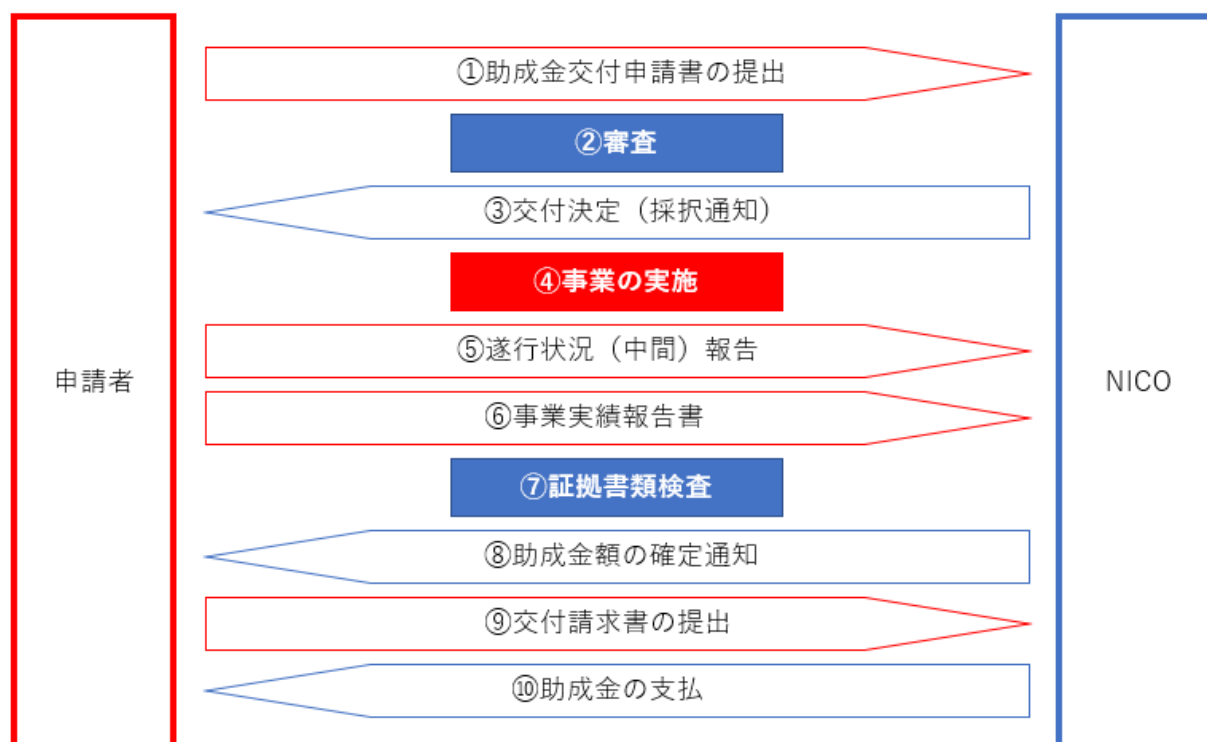 ①助成金交付申請書の提出
②審査
③交付決定（採択通知）
④事業の実施
⑤遂行状況（中間）報告
申請者
NICO
⑥事業実績報告書
⑦証拠書類検査
⑧助成金額の確定通知
⑨交付請求書の提出
⑩助成金の支払